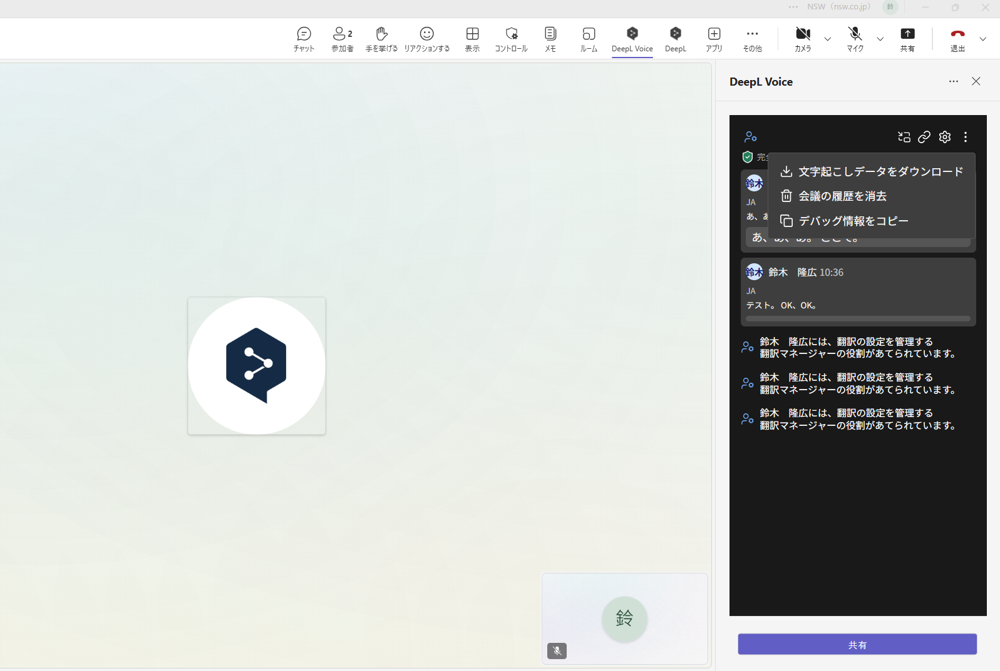 NSW（nsw.co.jp）
鈴
チャット
参加者 2
手を挙げる
リアクションする
表示
コントロール
メモ
ルーム
DeepL Voice
DeepL
アプリ
その他
カメラ
マイク
共有
退出
DeepL Voice
文字起こしデータをダウンロード
会議の履歴を消去
デバッグ情報をコピー
鈴木
JA
鈴木 鈴木　隆広 10:36
JA
テスト。OK、OK。
鈴木　隆広には、翻訳の設定を管理する
翻訳マネージャーの役割があてられています。
鈴木　隆広には、翻訳の設定を管理する
翻訳マネージャーの役割があてられています。
鈴木　隆広には、翻訳の設定を管理する
翻訳マネージャーの役割があてられています。
鈴
共有